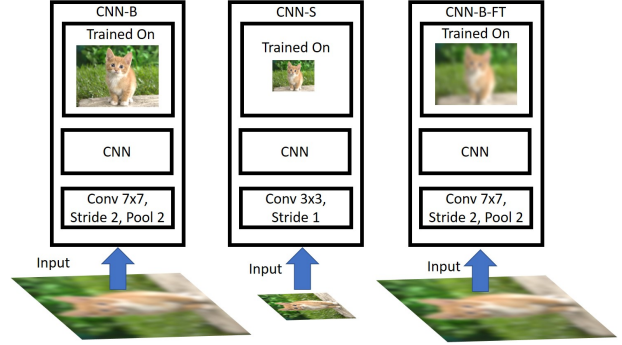 CNN-B
Trained On
CNN
Conv 7x7,
Stride 2, Pool 2
Input
CNN-S
Trained On
CNN
Conv 3x3,
Stride 1
Input
CNN-B-FT
Trained On
CNN
Conv 7x7,
Stride 2, Pool 2
Input